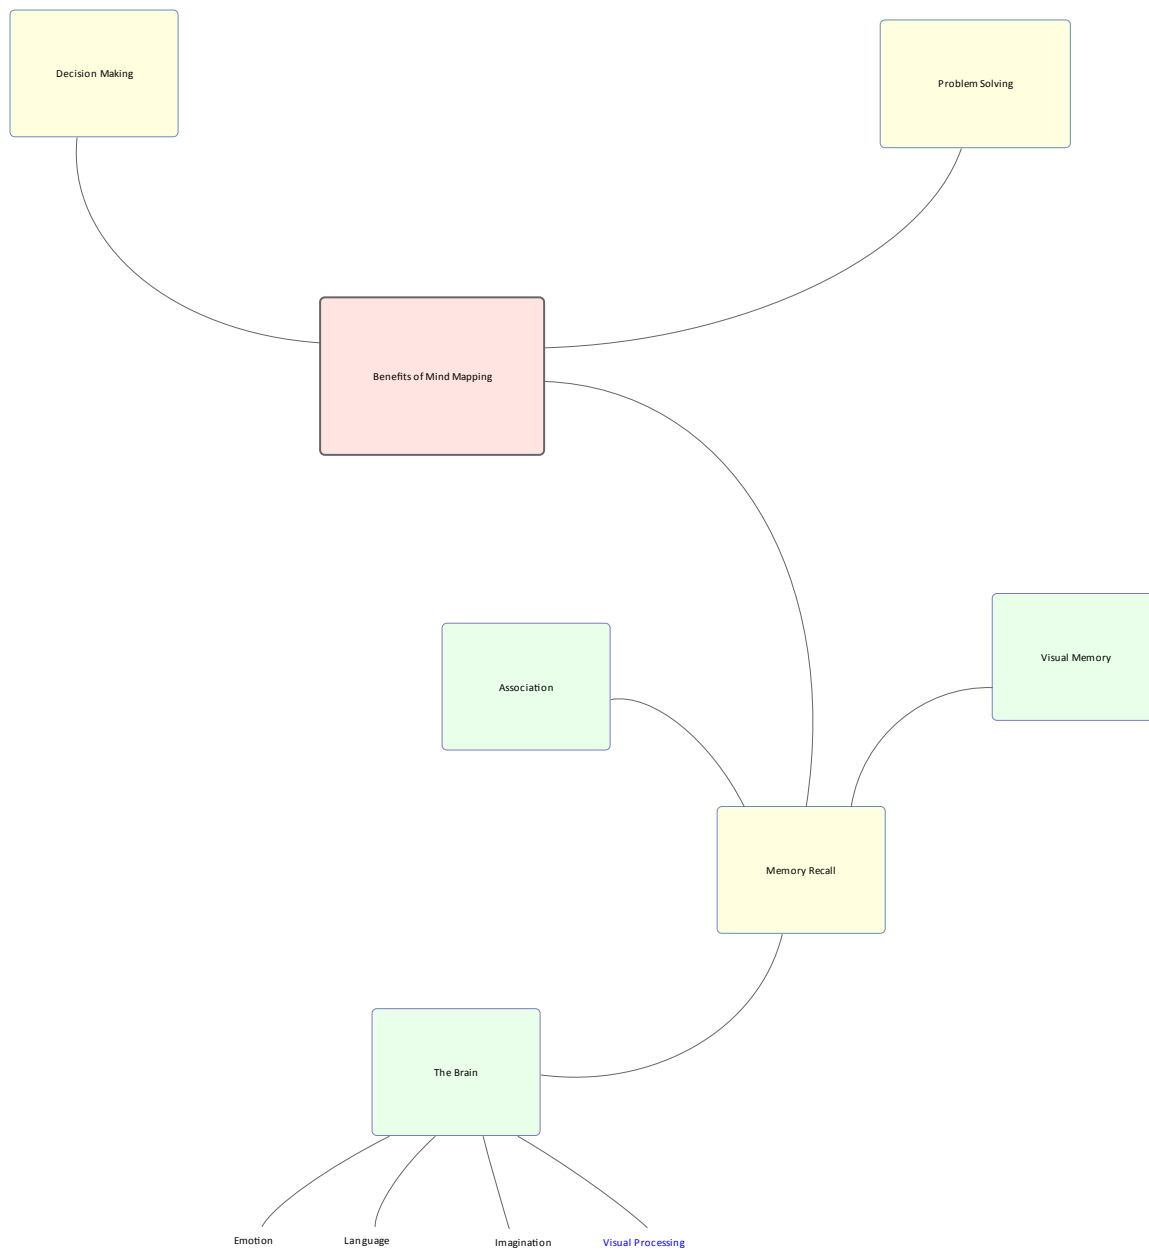 Decision Making
Problem Solving
Benefits of Mind Mapping
Visual Memory
Association
Memory Recall
The Brain
Emotion
Language
Imagination
Visual Processing